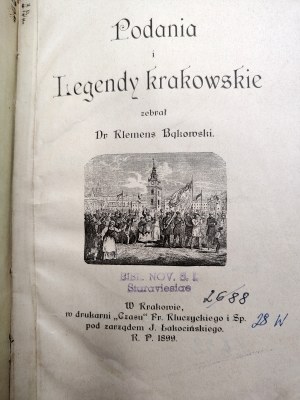 Podania
i
Legendy krakowskie
zebrał
Dr Klemens Bąkowski.
BIBL. NOV. S. I.
Staraviesiae
2688
28 W
W Krakowie,
w drukarni „Czasu" Fr. Kluczyckiego i Sp.
pod zarządem J. Łakocińskiego.
R. P. 1899.